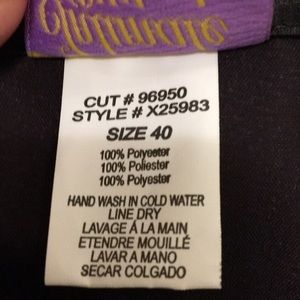 Intimate
CUT # 96950
STYLE # X25983
SIZE 40
100% Polyester
100% Poliester
100% Polyester
HAND WASH IN COLD WATER
LINE DRY
LAVAGE À LA MAIN
ETENDRE MOUILLÉ
LAVAR A MANO
SECAR COLGADO